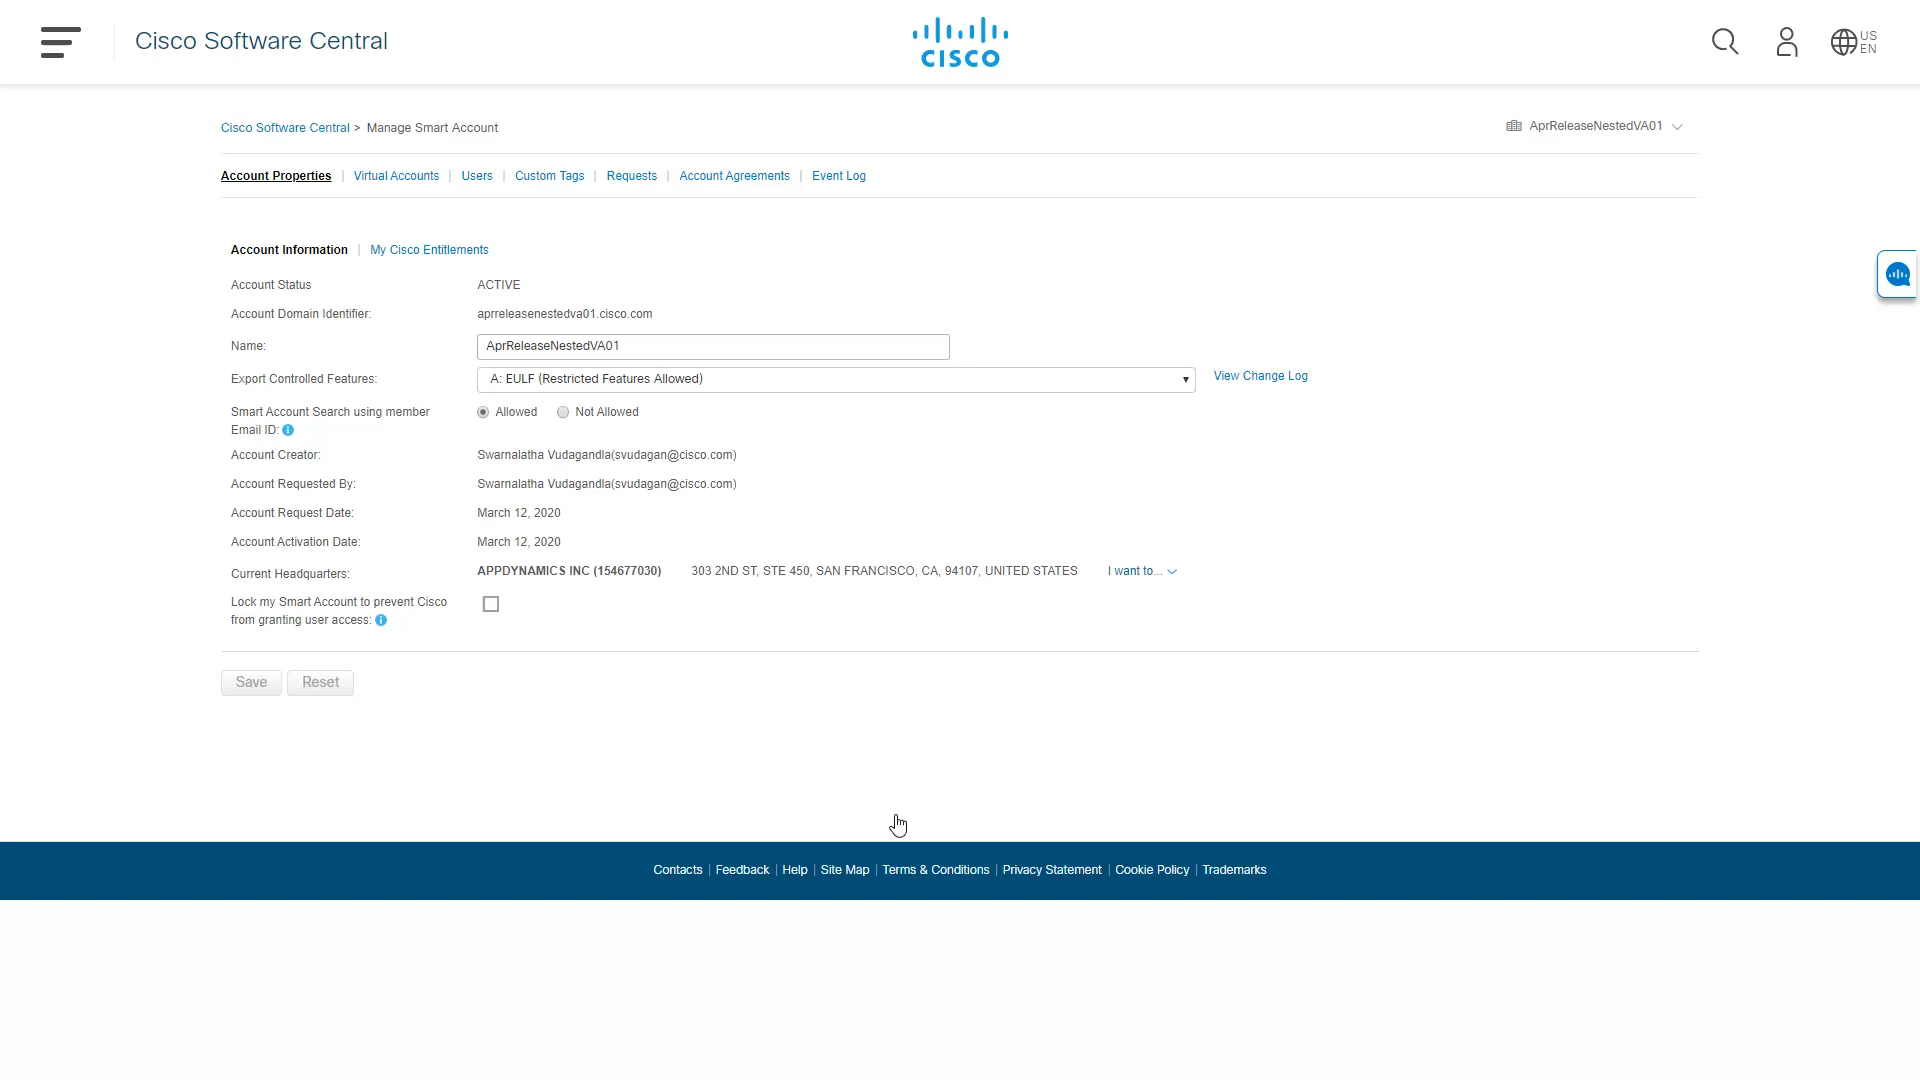 Cisco Software Central
CISCO
US
EN
Cisco Software Central > Manage Smart Account
AprReleaseNestedVA01
Account Properties | Virtual Accounts | Users | Custom Tags | Requests | Account Agreements | Event Log
Account Information | My Cisco Entitlements
Account Status ACTIVE
Account Domain Identifier: aprreleasenestedva01.cisco.com
Name: AprReleaseNestedVA01
Export Controlled Features: A: EULF (Restricted Features Allowed) View Change Log
Smart Account Search using member Allowed Not Allowed
Email ID:
Account Creator: Swarnalatha Vudagandla(svudagan@cisco.com)
Account Requested By: Swarnalatha Vudagandla(svudagan@cisco.com)
Account Request Date: March 12, 2020
Account Activation Date: March 12, 2020
Current Headquarters: APPDYNAMICS INC (154677030) 303 2ND ST, STE 450, SAN FRANCISCO, CA, 94107, UNITED STATES I want to...
Lock my Smart Account to prevent Cisco
from granting user access:
Save Reset
Contacts | Feedback | Help | Site Map | Terms & Conditions | Privacy Statement | Cookie Policy | Trademarks